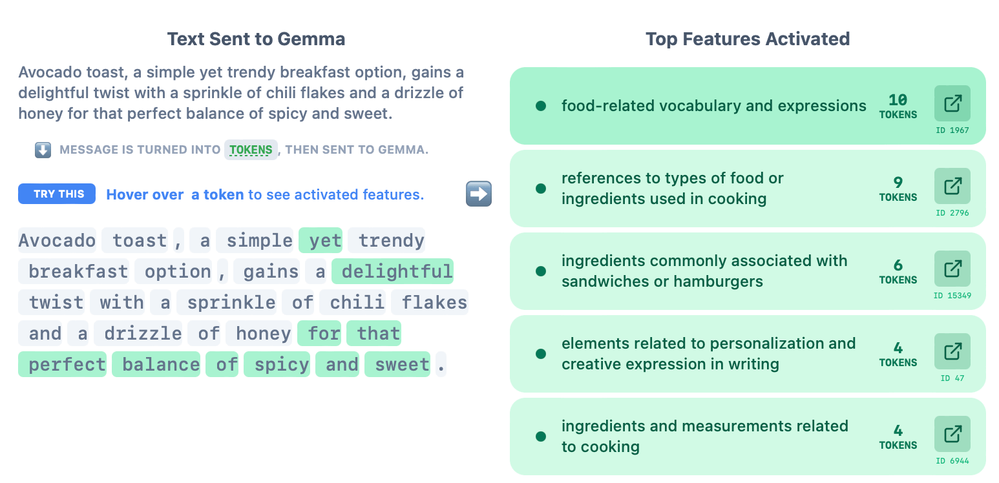 Text Sent to Gemma
Avocado toast, a simple yet trendy breakfast option, gains a
delightful twist with a sprinkle of chili flakes and a drizzle of
honey for that perfect balance of spicy and sweet.
MESSAGE IS TURNED INTO TOKENS, THEN SENT TO GEMMA.
TRY THIS Hover over a token to see activated features.
Avocado toast, a simple yet trendy
breakfast option, gains a delightful
twist with a sprinkle of chili flakes
and a drizzle of honey for that
perfect balance of spicy and sweet.
Top Features Activated
food-related vocabulary and expressions
10
TOKENS
ID 1967
references to types of food or
ingredients used in cooking
9
TOKENS
ID 2796
ingredients commonly associated with
sandwiches or hamburgers
6
TOKENS
ID 15349
elements related to personalization and
creative expression in writing
4
TOKENS
ID 47
ingredients and measurements related
to cooking
4
TOKENS
ID 6944